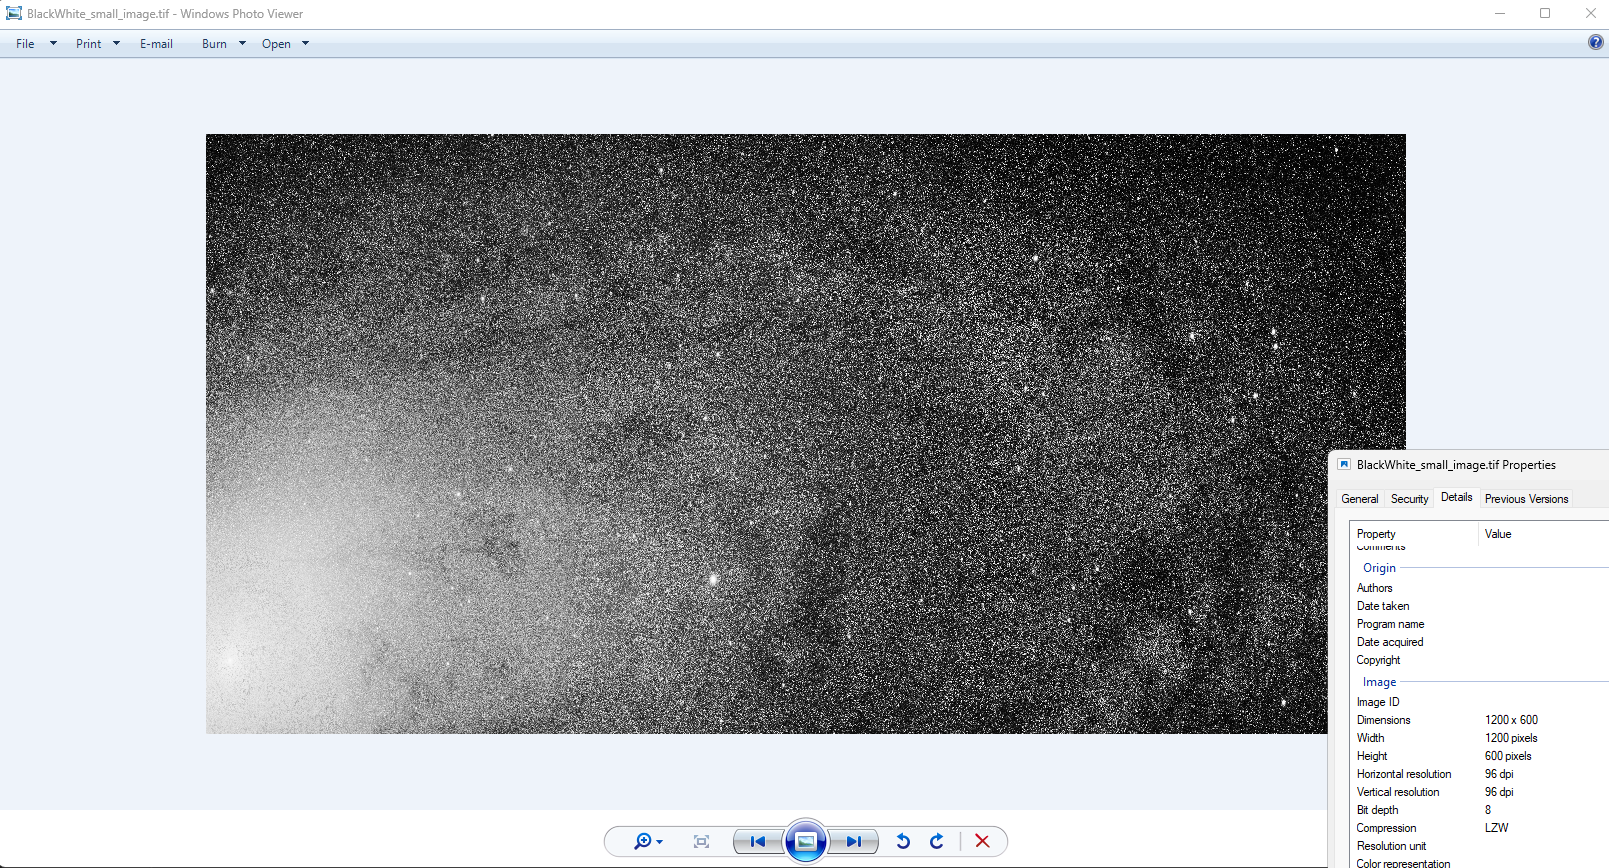 BlackWhite_small_image.tif - Windows Photo Viewer
File Print E-mail Burn Open
BlackWhite_small_image.tif Properties
General Security Details Previous Versions
Property Value
Comments
Origin
Authors
Date taken
Program name
Date acquired
Copyright
Image
Image ID
Dimensions 1200 x 600
Width 1200 pixels
Height 600 pixels
Horizontal resolution 96 dpi
Vertical resolution 96 dpi
Bit depth 8
Compression LZW
Resolution unit
Color representation